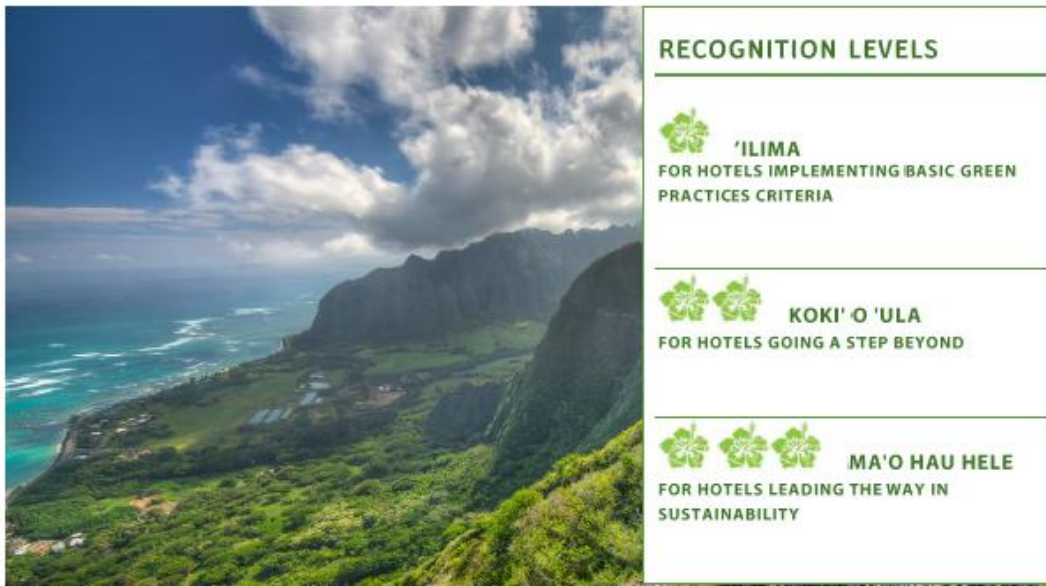 RECOGNITION LEVELS
'ILIMA
FOR HOTELS IMPLEMENTING BASIC GREEN
PRACTICES CRITERIA
KOKI' O 'ULA
FOR HOTELS GOING A STEP BEYOND
MA'O HAU HELE
FOR HOTELS LEADING THE WAY IN
SUSTAINABILITY